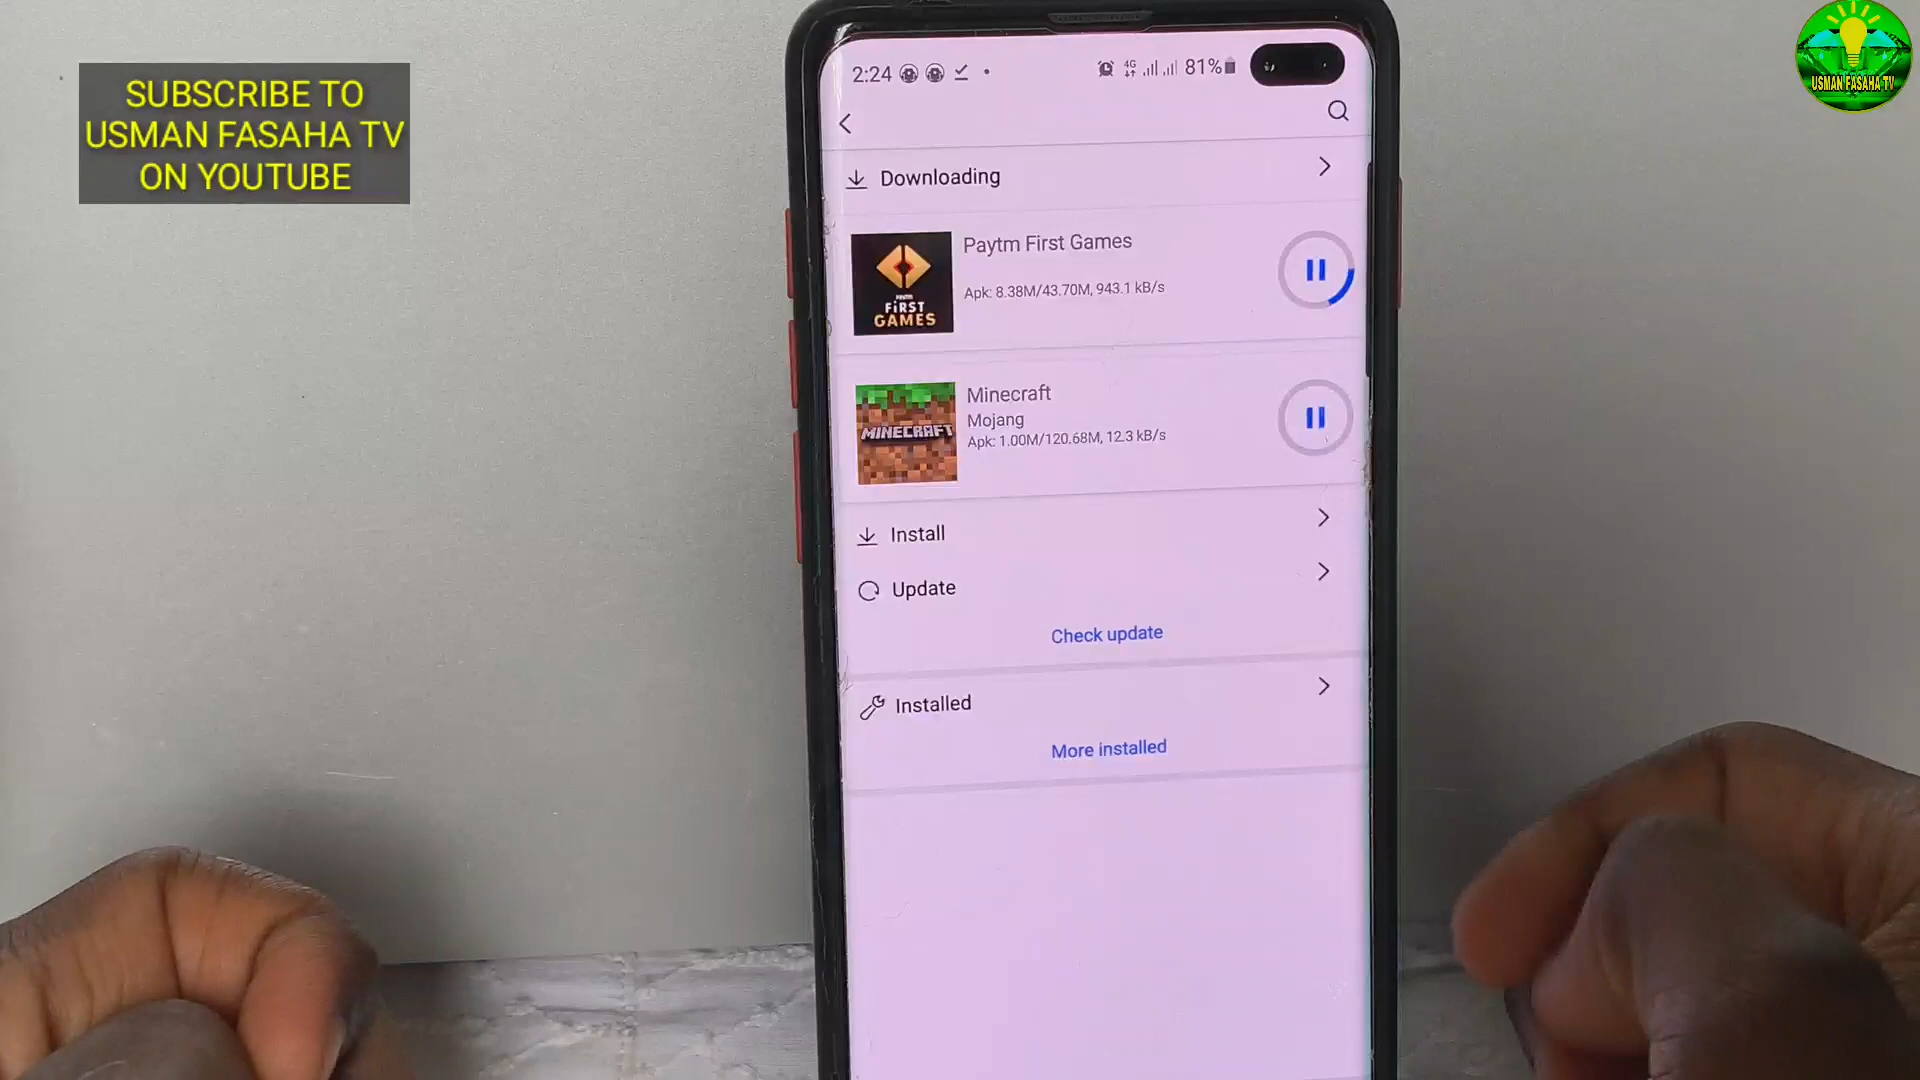 SUBSCRIBE TO
USMAN FASAHA TV
ON YOUTUBE
USMAN FASAHA TV
2:24
4G
81%
Downloading
Paytm First Games
Apk: 8.38M/43.70M, 943.1 kB/s
PAYTM
FIRST
GAMES
Minecraft
Mojang
Apk: 1.00M/120.68M, 12.3 kB/s
MINECRAFT
Install
Update
Check update
Installed
More installed